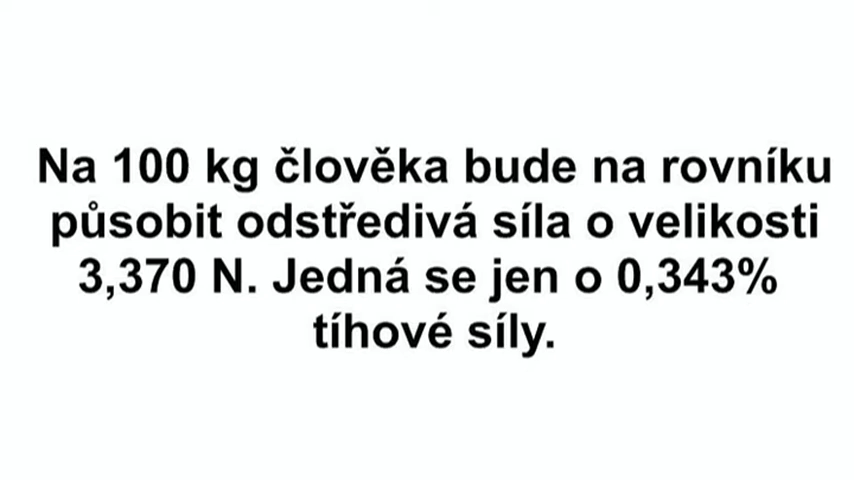 Na 100 kg člověka bude na rovníku
působit odstředivá síla o velikosti
3,370 N. Jedná se jen o 0,343%
tíhové síly.